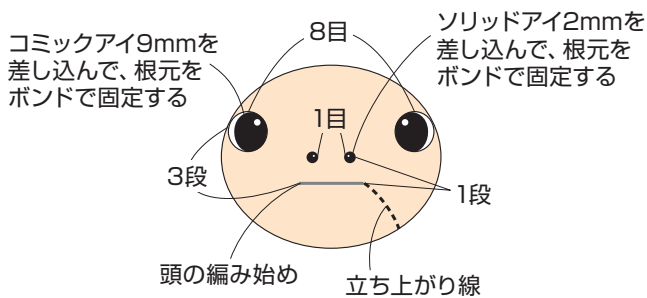 コミックアイ9mmを
差し込んで、根元を
ボンドで固定する
8目
ソリッドアイ2mmを
差し込んで、根元を
ボンドで固定する
1目
3段
1段
頭の編み始め
立ち上がり線